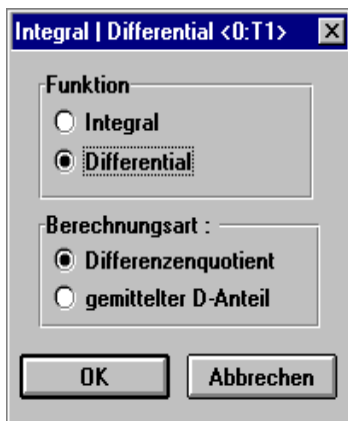 Integral | Differential <0:T1>
Funktion
Integral
Differential
Berechnungsart :
Differenzenquotient
gemittelter D-Anteil
OK Abbrechen